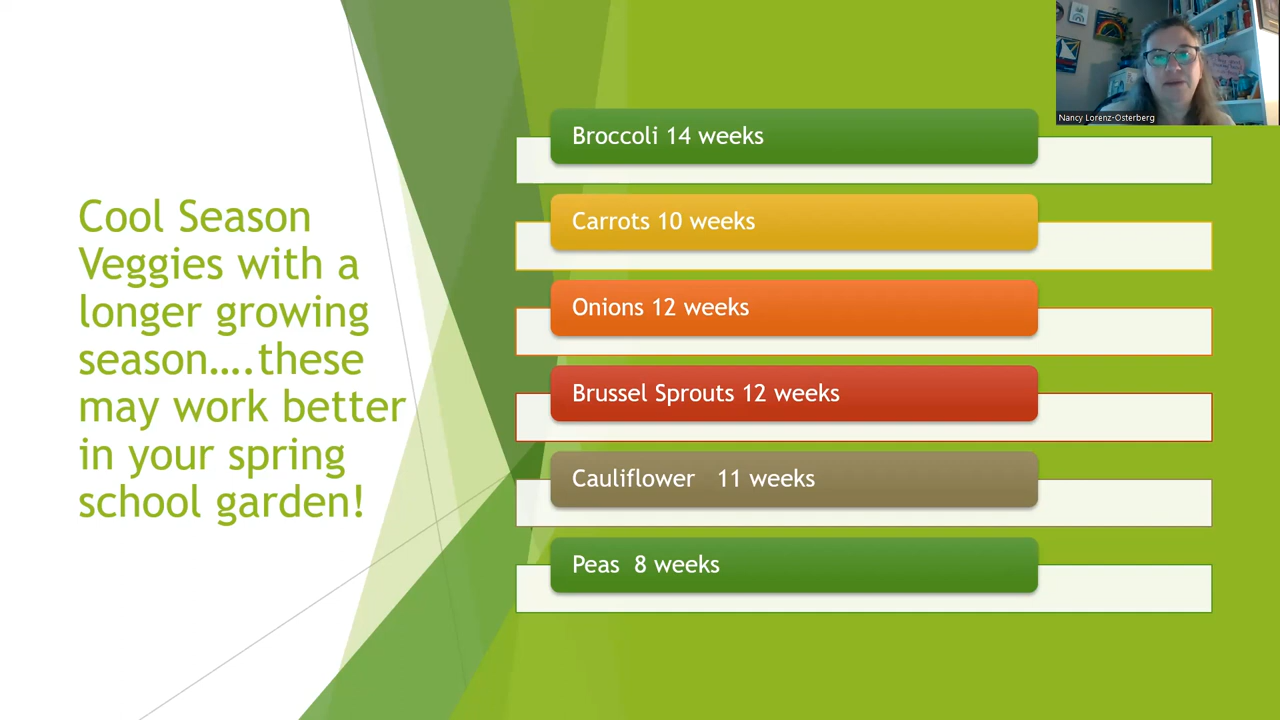 Cool Season
Veggies with a
longer growing
season....these
may work better
in your spring
school garden!
Broccoli 14 weeks
Carrots 10 weeks
Onions 12 weeks
Brussel Sprouts 12 weeks
Cauliflower   11 weeks
Peas  8 weeks
Nancy Lorenz-Osterberg